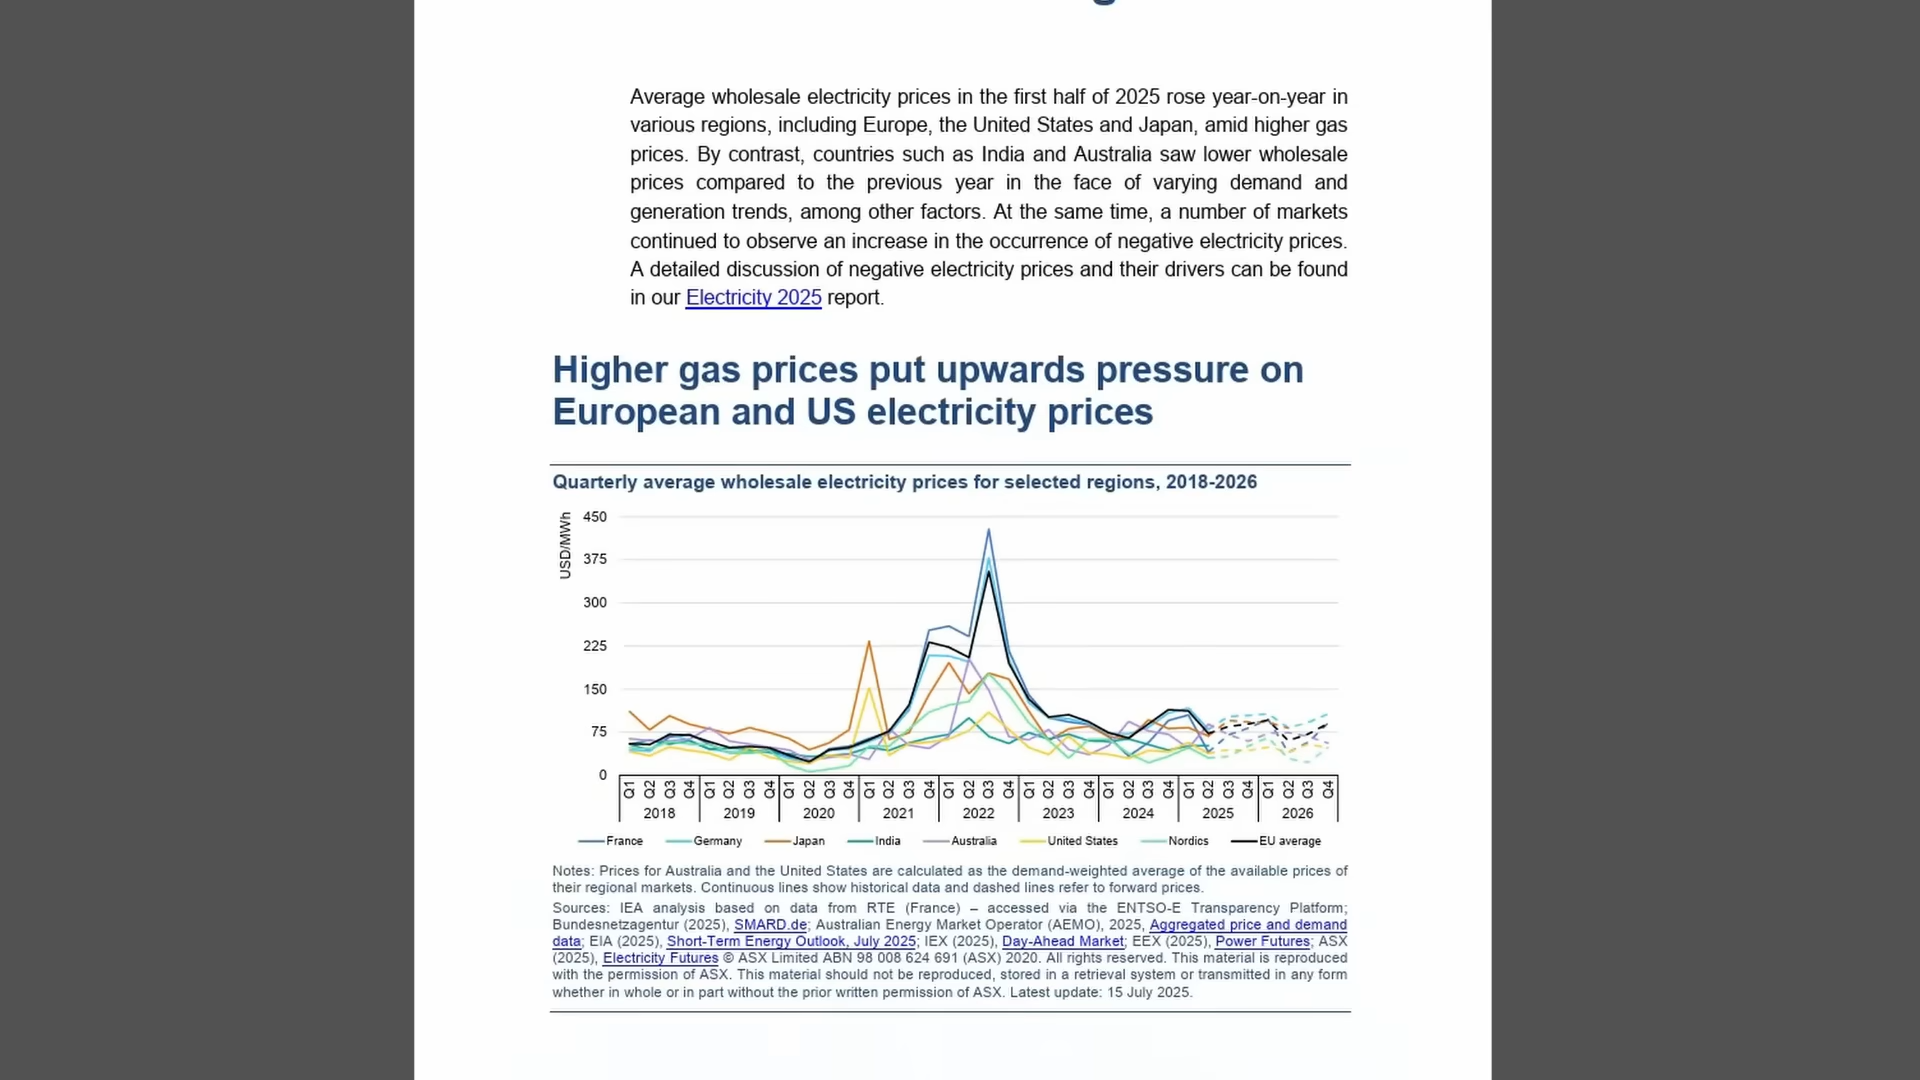 Average wholesale electricity prices in the first half of 2025 rose year-on-year in
various regions, including Europe, the United States and Japan, amid higher gas
prices. By contrast, countries such as India and Australia saw lower wholesale
prices compared to the previous year in the face of varying demand and
generation trends, among other factors. At the same time, a number of markets
continued to observe an increase in the occurrence of negative electricity prices.
A detailed discussion of negative electricity prices and their drivers can be found
in our Electricity 2025 report.
Higher gas prices put upwards pressure on
European and US electricity prices
Quarterly average wholesale electricity prices for selected regions, 2018-2026
USD/MWh
450
375
300
225
150
75
0
Q1 Q2 Q3 Q4 Q1 Q2 Q3 Q4 Q1 Q2 Q3 Q4 Q1 Q2 Q3 Q4 Q1 Q2 Q3 Q4 Q1 Q2 Q3 Q4 Q1 Q2 Q3 Q4 Q1 Q2 Q3 Q4 Q1 Q2 Q3 Q4
2018 2019 2020 2021 2022 2023 2024 2025 2026
France Germany Japan India Australia United States Nordics EU average
Notes: Prices for Australia and the United States are calculated as the demand-weighted average of the available prices of
their regional markets. Continuous lines show historical data and dashed lines refer to forward prices.
Sources: IEA analysis based on data from RTE (France) – accessed via the ENTSO-E Transparency Platform;
Bundesnetzagentur (2025), SMARD.de; Australian Energy Market Operator (AEMO), 2025, Aggregated price and demand
data; EIA (2025), Short-Term Energy Outlook, July 2025; IEX (2025), Day-Ahead Market; EEX (2025), Power Futures; ASX
(2025), Electricity Futures © ASX Limited ABN 98 008 624 691 (ASX) 2020. All rights reserved. This material is reproduced
with the permission of ASX. This material should not be reproduced, stored in a retrieval system or transmitted in any form
whether in whole or in part without the prior written permission of ASX. Latest update: 15 July 2025.